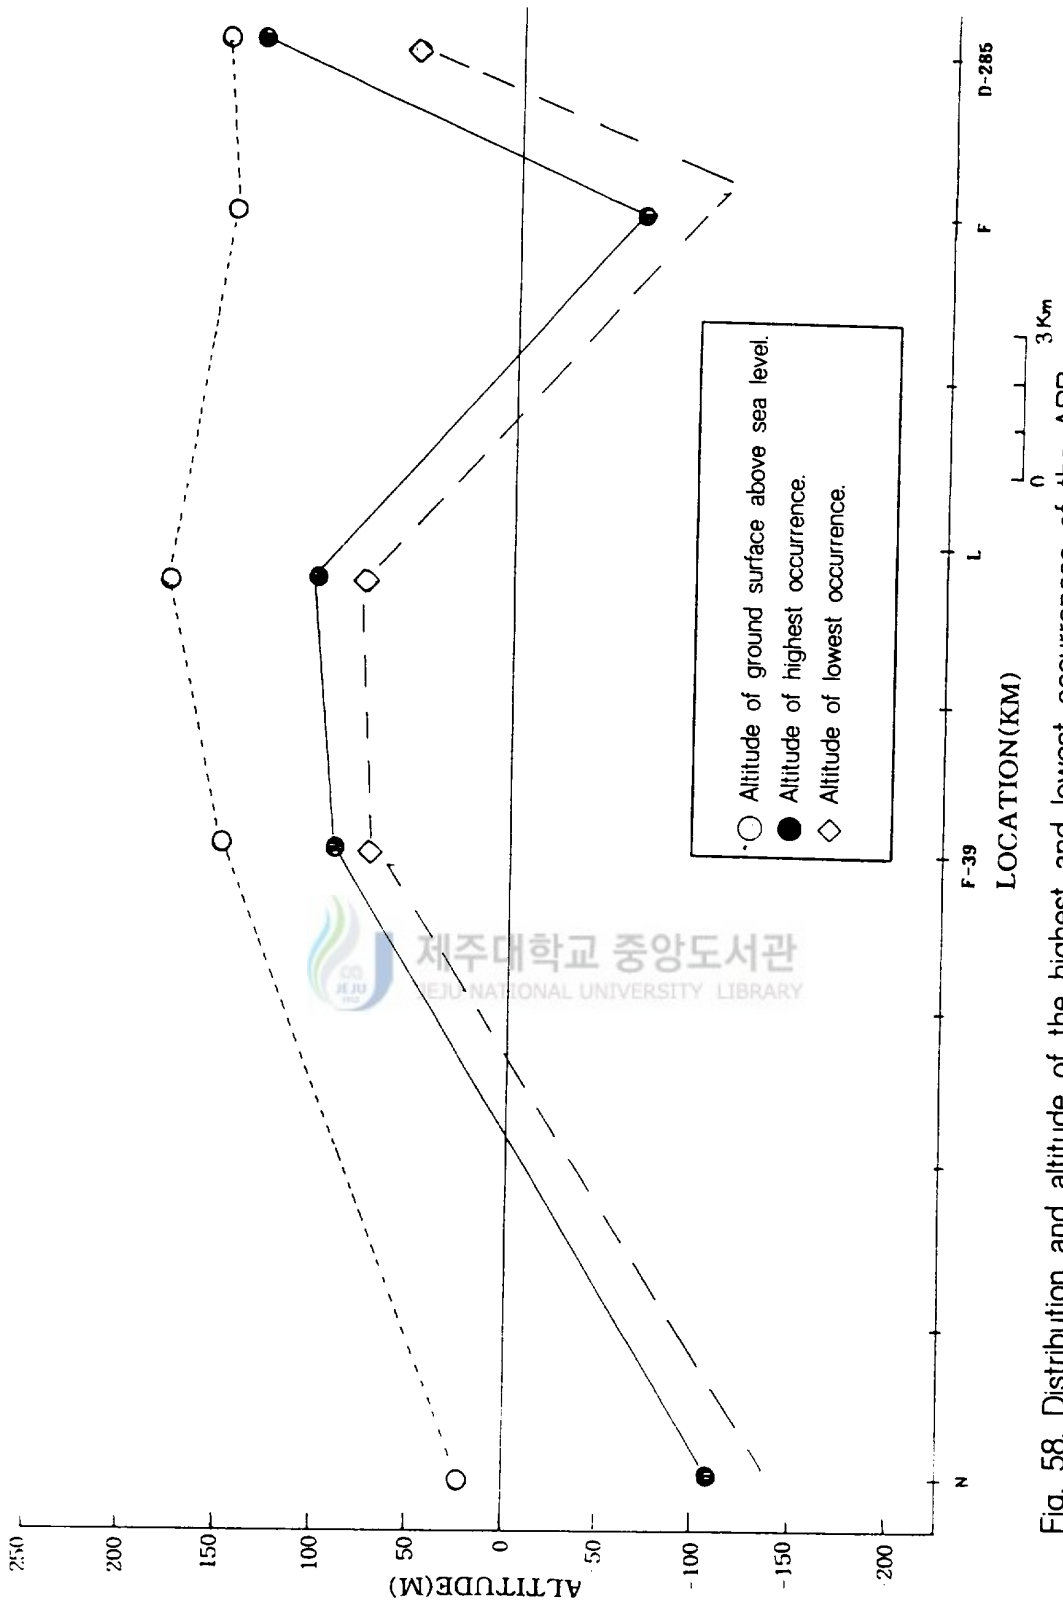 250
200
150
100
50
0
-50
-100
-150
-200
ALTITUDE(M)
○ Altitude of ground surface above sea level.
● Altitude of highest occurrence.
◇ Altitude of lowest occurrence.
N
F-39
L
F
D-285
LOCATION(KM)
0
3 Km
Fig. 58. Distribution and altitude of the highest and lowest occurrences of the
제주대학교 중앙도서관
JEJU NATIONAL UNIVERSITY LIBRARY
JEJU
1952